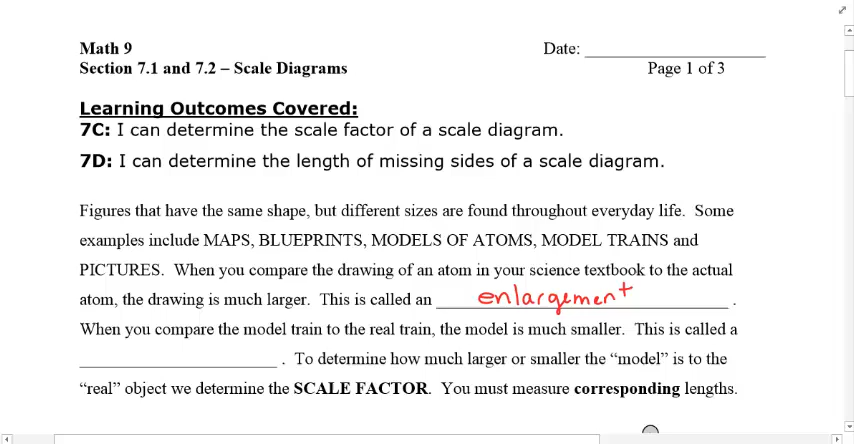 Math 9 Date: ____________________
Section 7.1 and 7.2 – Scale Diagrams Page 1 of 3
Learning Outcomes Covered:
7C: I can determine the scale factor of a scale diagram.
7D: I can determine the length of missing sides of a scale diagram.
Figures that have the same shape, but different sizes are found throughout everyday life. Some
examples include MAPS, BLUEPRINTS, MODELS OF ATOMS, MODEL TRAINS and
PICTURES. When you compare the drawing of an atom in your science textbook to the actual
atom, the drawing is much larger. This is called an enlargement .
When you compare the model train to the real train, the model is much smaller. This is called a
______________________ . To determine how much larger or smaller the “model” is to the
“real” object we determine the SCALE FACTOR. You must measure corresponding lengths.